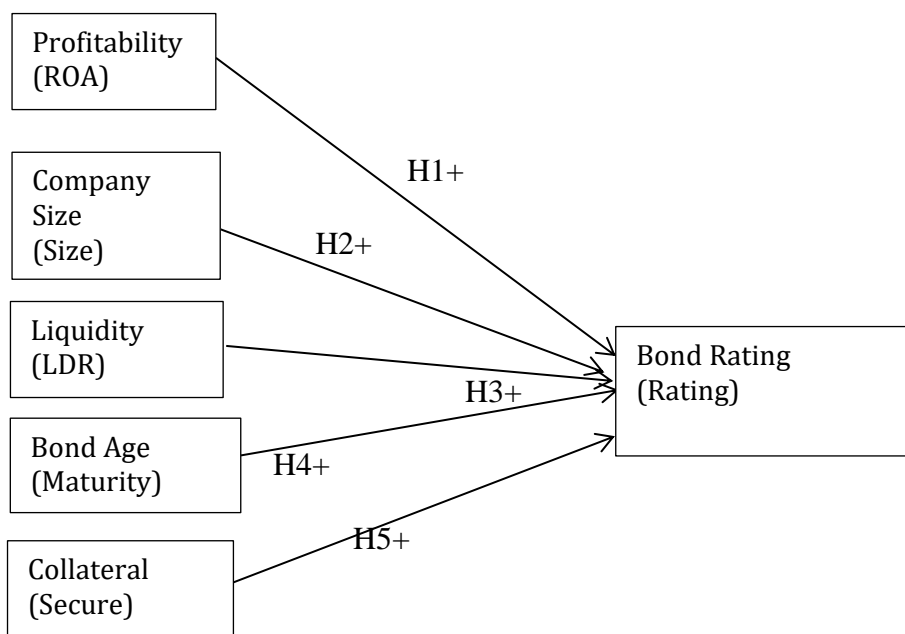 Profitability
(ROA)
H1+
Company
Size
(Size)
H2+
Liquidity
(LDR)
H3+
Bond Rating
(Rating)
Bond Age
(Maturity)
H4+
H5+
Collateral
(Secure)